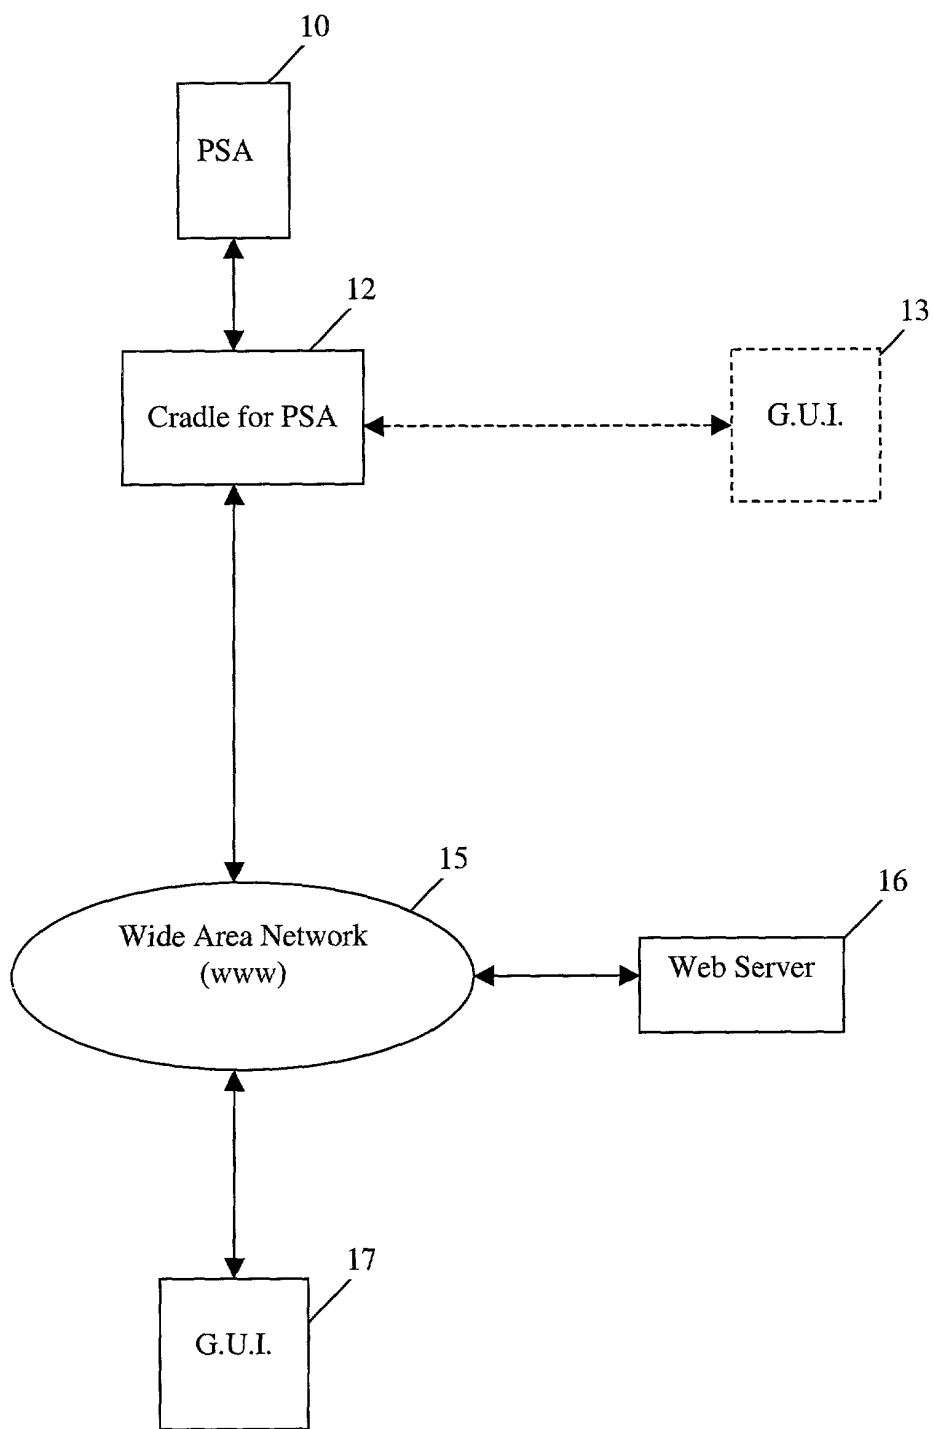 10
PSA
12
13
Cradle for PSA
G.U.I.
15
16
Wide Area Network
(www)
Web Server
17
G.U.I.